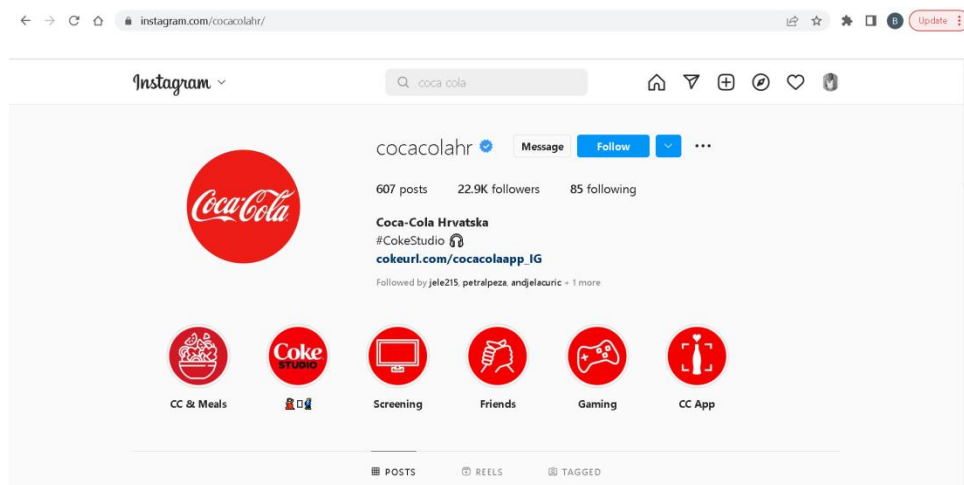 instagram.com/cocacolahr/
B
Update
Instagram
coca cola
cocacolahr
Message
Follow
607 posts 22.9K followers 85 following
Coca-Cola
Coca-Cola Hrvatska
#CokeStudio 🎧
cokeurl.com/cocacolaapp_IG
Followed by jele215, petralpeza, andjelacuric + 1 more
Coke
STUDIO
CC & Meals
Screening
Friends
Gaming
CC App
POSTS
REELS
TAGGED